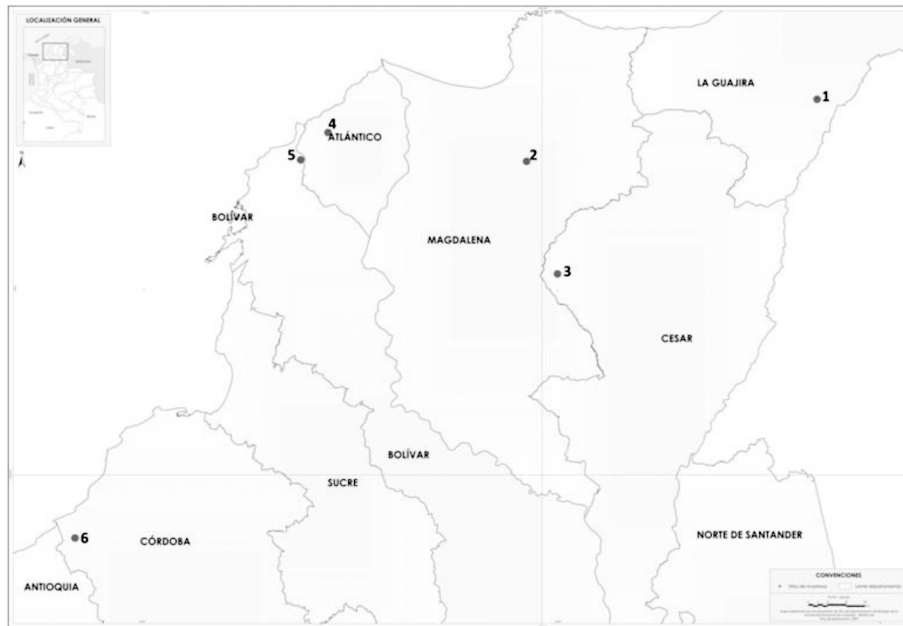 LOCALIZACIÓN GENERAL
LA GUAJIRA
1
4
ATLÁNTICO
5
2
BOLÍVAR
MAGDALENA
3
CESAR
BOLÍVAR
SUCRE
6
CÓRDOBA
NORTE DE SANTANDER
ANTIOQUIA
CONVENCIONES